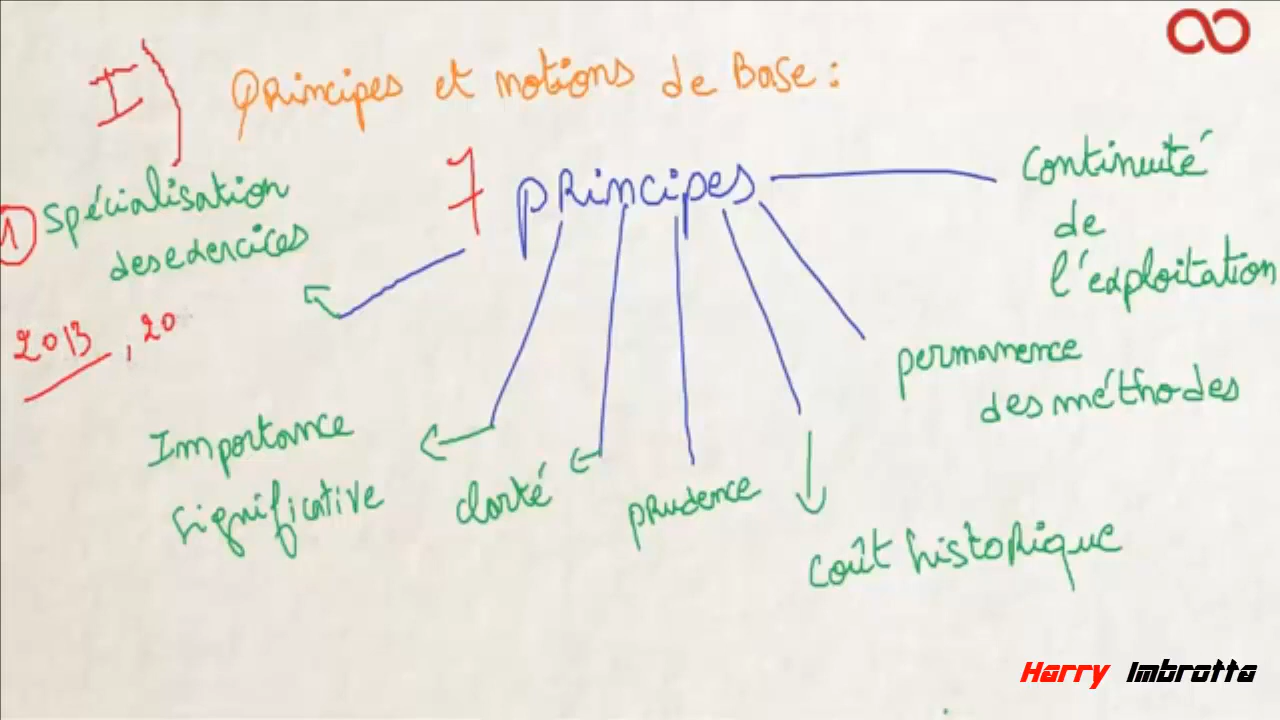 I) Principes et notions de Base :
7 principes
① Spécialisation
des exercices
2013, 20
Importance
significative
clarté
prudence
coût historique
permanence
des méthodes
Continuité
de
l'exploitation
Harry Imbrotta